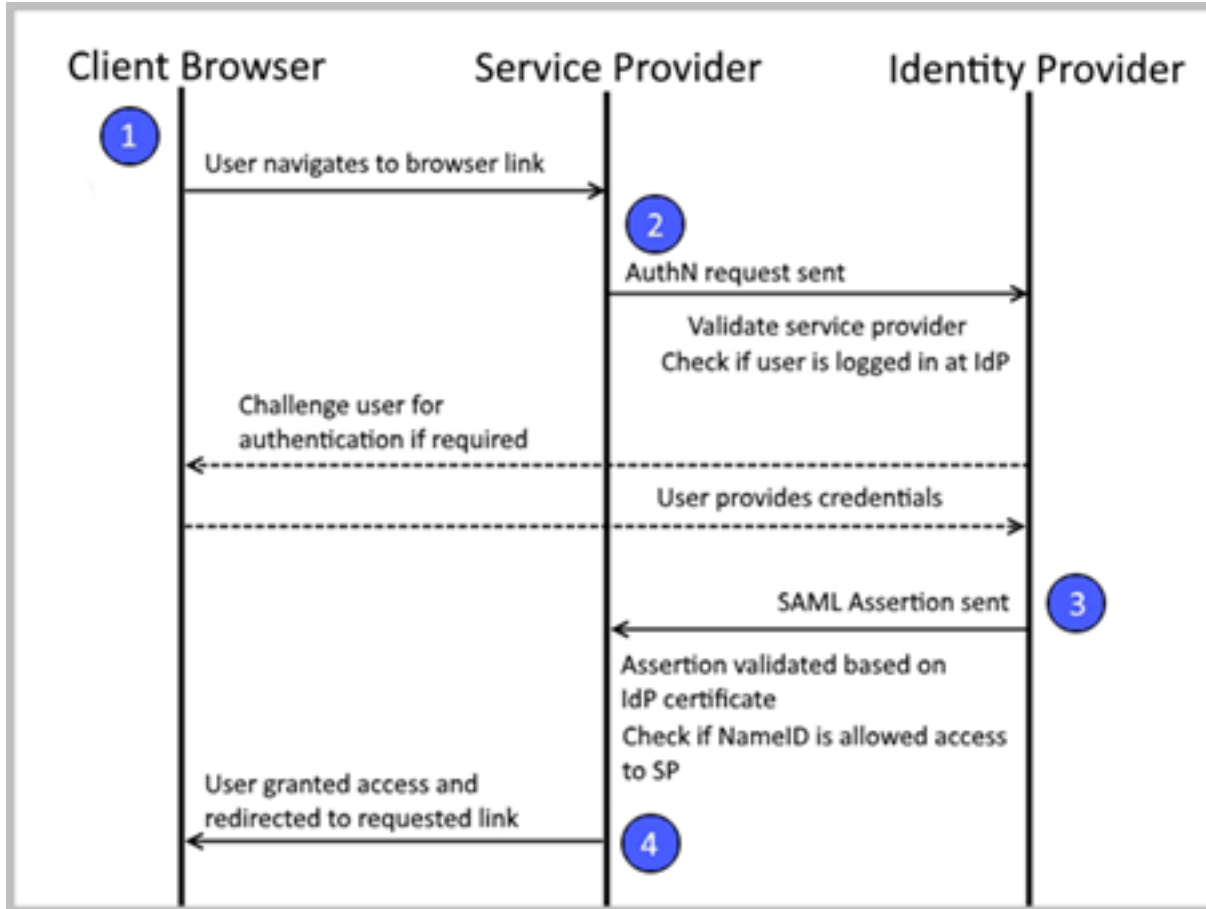 Client Browser
Service Provider
Identity Provider
1
User navigates to browser link
2
AuthN request sent
Validate service provider
Check if user is logged in at IdP
Challenge user for
authentication if required
User provides credentials
SAML Assertion sent
3
Assertion validated based on
IdP certificate
Check if NameID is allowed access
to SP
User granted access and
redirected to requested link
4